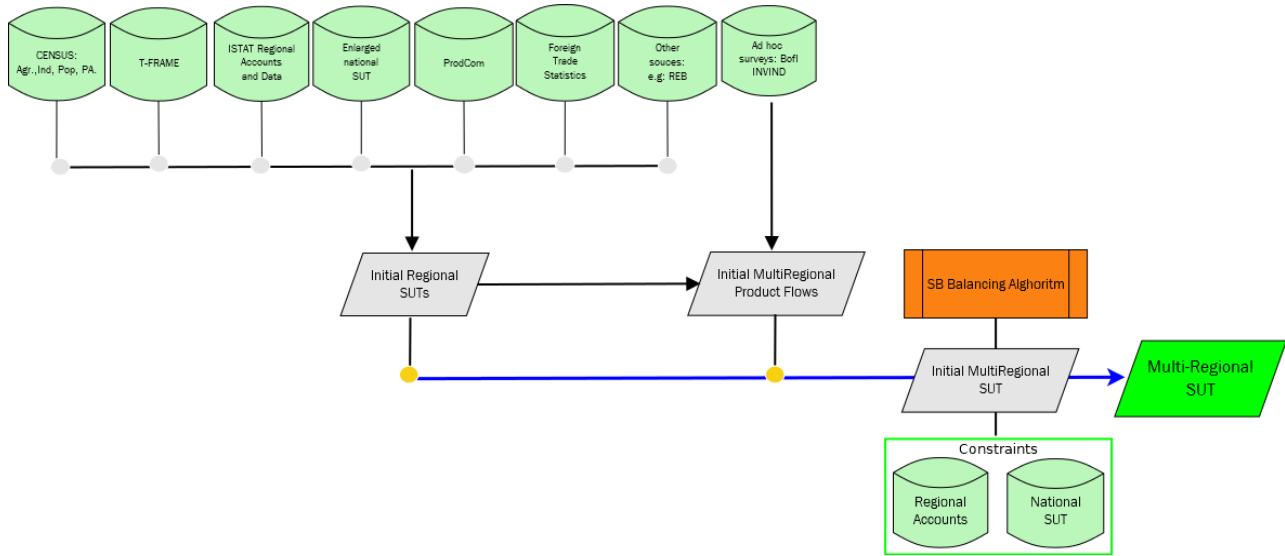 CENSUS:
Agr.,Ind, Pop, PA.
T-FRAME
ISTAT Regional
Accounts
and Data
Enlarged
national
SUT
ProdCom
Foreign
Trade
Statistics
Other
souces:
e.g: REB
Ad hoc
surveys: BofI
INVIND
Initial Regional
SUTs
Initial MultiRegional
Product Flows
SB Balancing Alghoritm
Initial MultiRegional
SUT
Multi-Regional
SUT
Constraints
Regional
Accounts
National
SUT